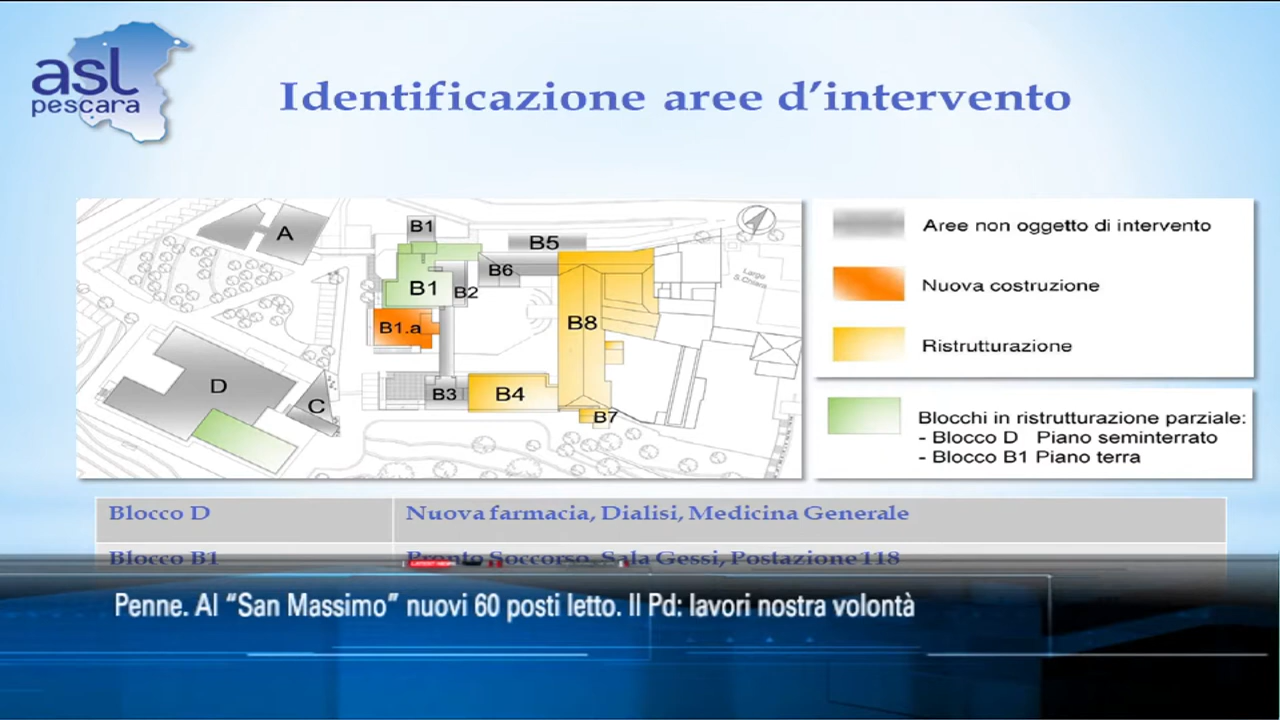 asl
pescara
Identificazione aree d'intervento
A
B1
B5
B6
B1
B2
B1.a
B8
Largo
S.Chiara
D
C
B3
B4
B7
Aree non oggetto di intervento
Nuova costruzione
Ristrutturazione
Blocchi in ristrutturazione parziale:
- Blocco D Piano seminterrato
- Blocco B1 Piano terra
Blocco D Nuova farmacia, Dialisi, Medicina Generale
Blocco B1 Pronto Soccorso, Sala Gessi, Postazione118
LATEST NEWS
Penne. Al “San Massimo” nuovi 60 posti letto. Il Pd: lavori nostra volontà